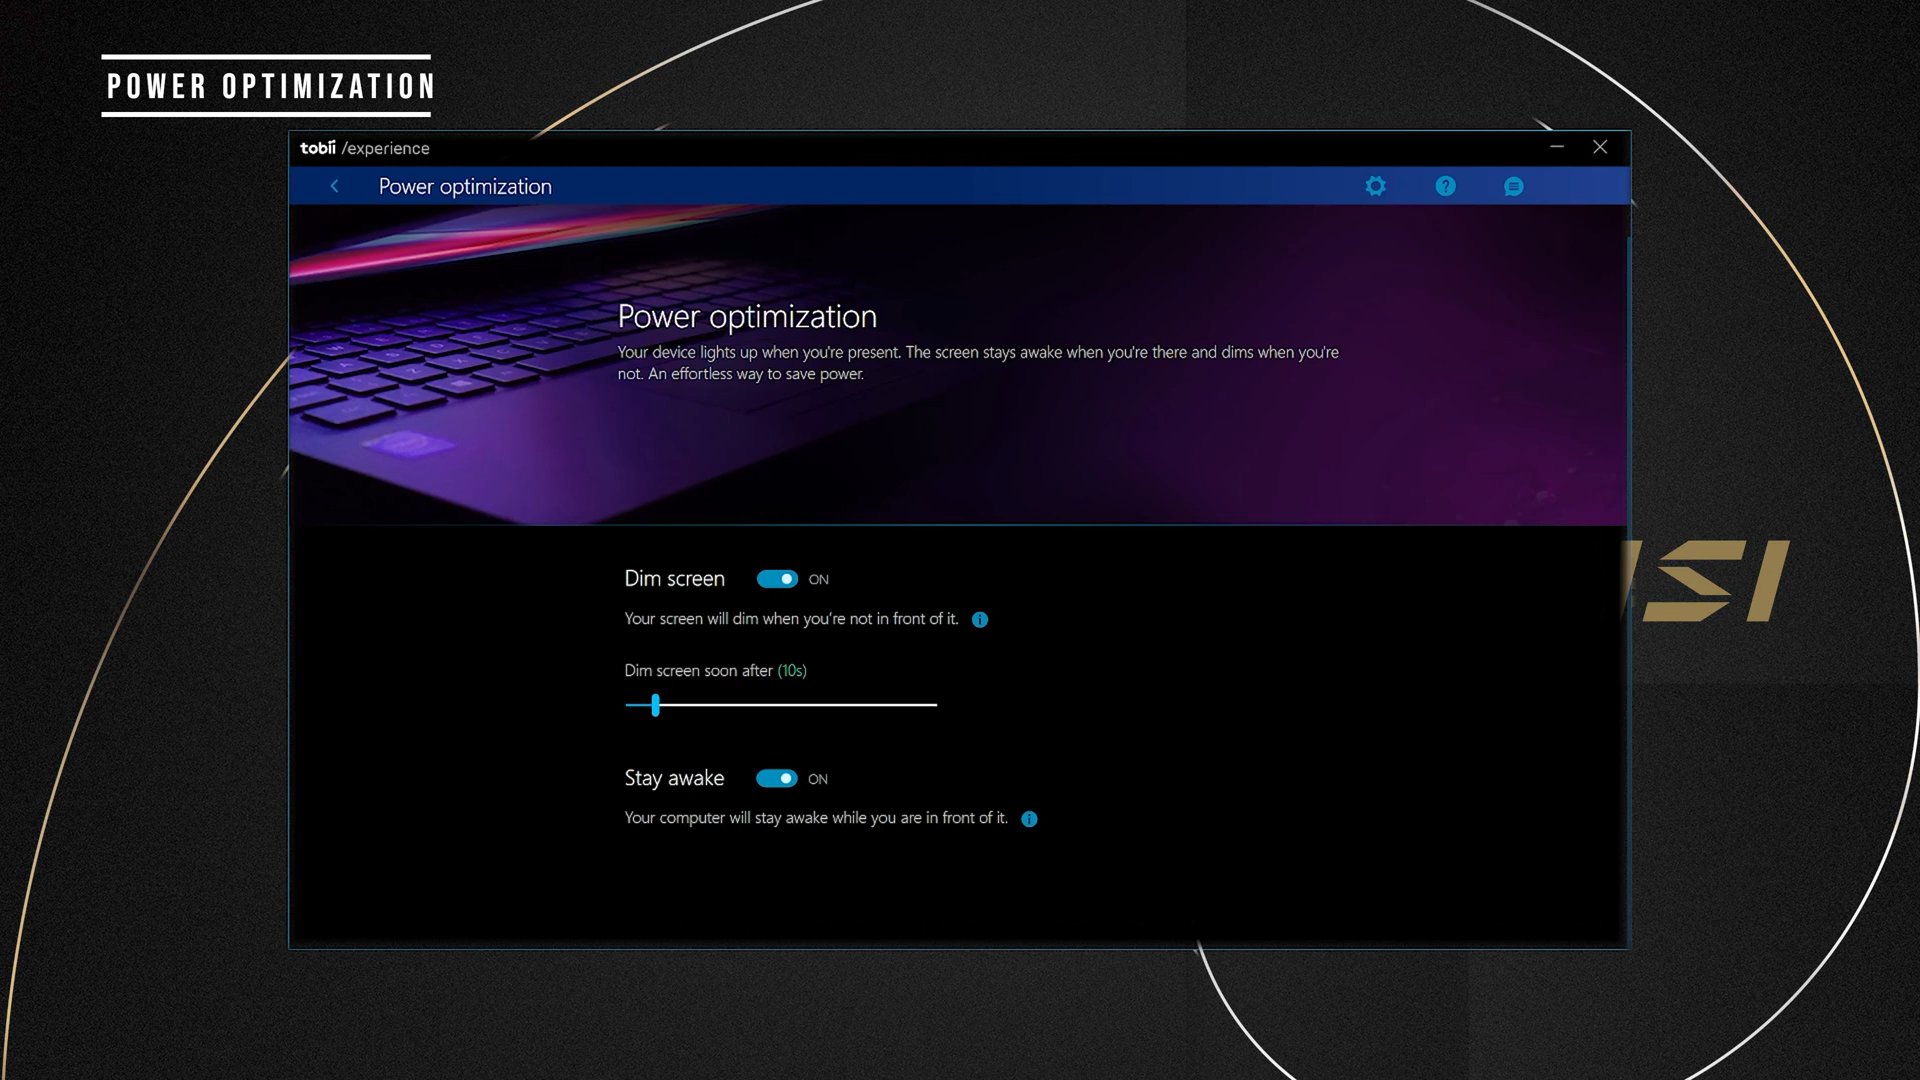 POWER OPTIMIZATION
tobii /experience
Power optimization
Power optimization
Your device lights up when you're present. The screen stays awake when you're there and dims when you're
not. An effortless way to save power.
Dim screen ON
Your screen will dim when you're not in front of it.
Dim screen soon after (10s)
Stay awake ON
Your computer will stay awake while you are in front of it.